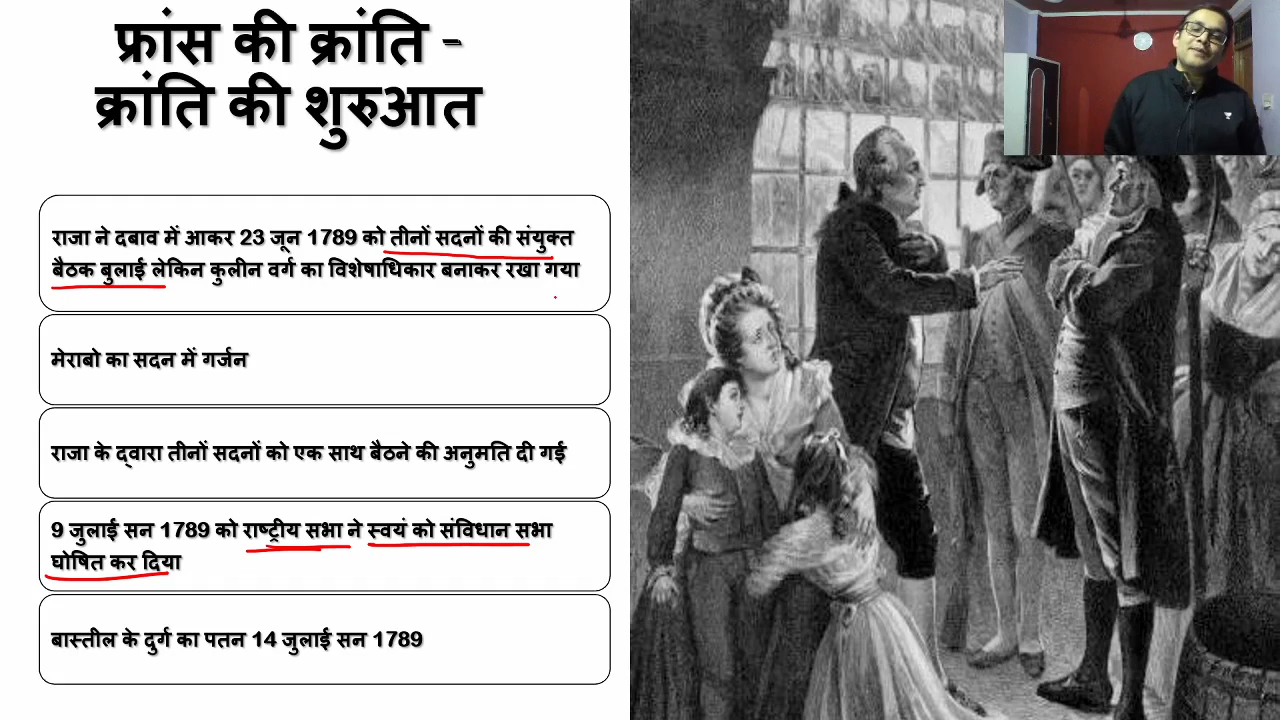 फ्रांस की क्रांति -
क्रांति की शुरुआत
राजा ने दबाव में आकर 23 जून 1789 को तीनों सदनों की संयुक्त
बैठक बुलाई लेकिन कुलीन वर्ग का विशेषाधिकार बनाकर रखा गया
मेराबो का सदन में गर्जन
राजा के द्वारा तीनों सदनों को एक साथ बैठने की अनुमति दी गई
9 जुलाई सन 1789 को राष्ट्रीय सभा ने स्वयं को संविधान सभा
घोषित कर दिया
बास्तील के दुर्ग का पतन 14 जुलाई सन 1789